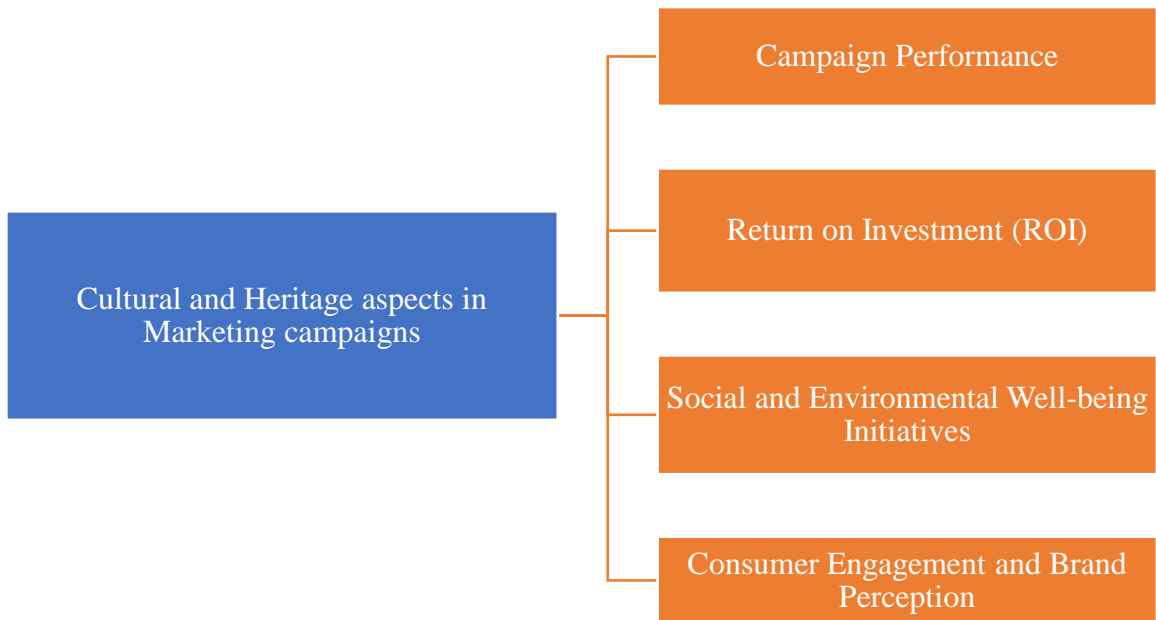 Campaign Performance
Return on Investment (ROI)
Cultural and Heritage aspects in
Marketing campaigns
Social and Environmental Well-being
Initiatives
Consumer Engagement and Brand
Perception